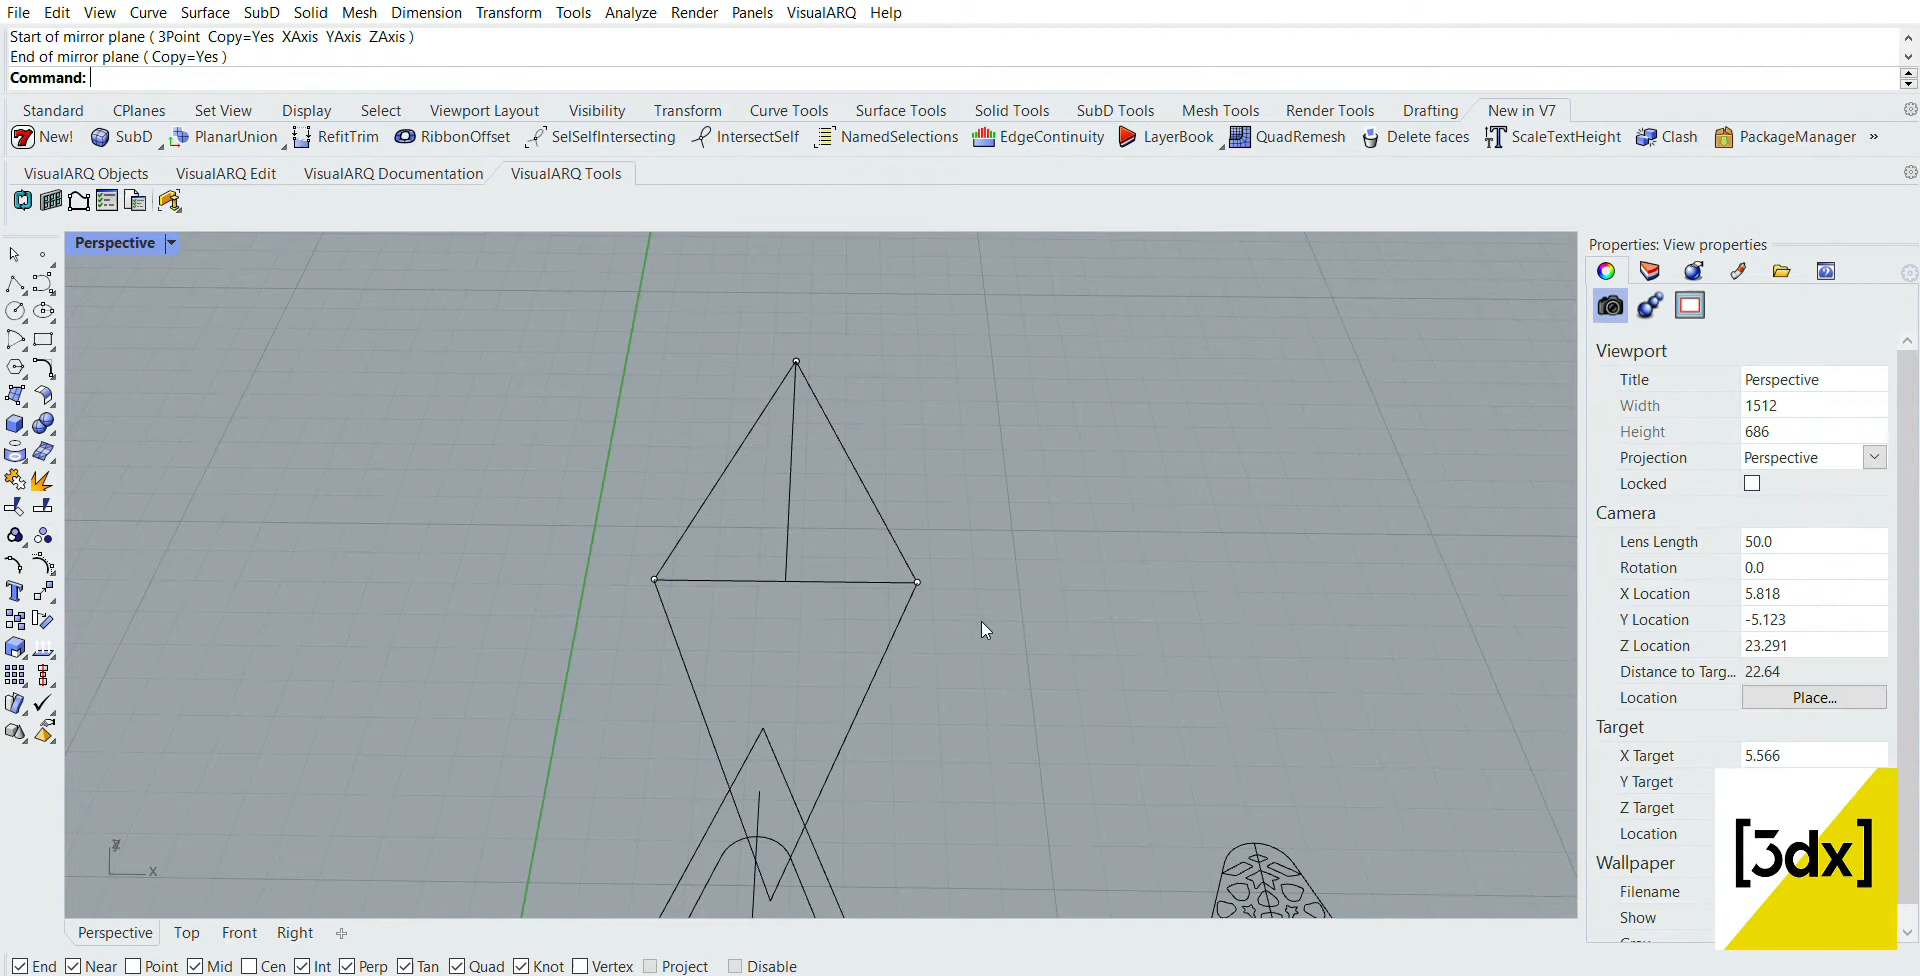 File Edit View Curve Surface SubD Solid Mesh Dimension Transform Tools Analyze Render Panels VisualARQ Help
Start of mirror plane ( 3Point Copy=Yes XAxis YAxis ZAxis )
End of mirror plane ( Copy=Yes )
Command:
Standard CPlanes Set View Display Select Viewport Layout Visibility Transform Curve Tools Surface Tools Solid Tools SubD Tools Mesh Tools Render Tools Drafting New in V7
New! SubD PlanarUnion RefitTrim RibbonOffset SelSelfIntersecting IntersectSelf NamedSelections EdgeContinuity LayerBook QuadRemesh Delete faces ScaleTextHeight Clash PackageManager »
VisualARQ Objects VisualARQ Edit VisualARQ Documentation VisualARQ Tools
Perspective
Properties: View properties
Viewport
Title Perspective
Width 1512
Height 686
Projection Perspective
Locked
Camera
Lens Length 50.0
Rotation 0.0
X Location 5.818
Y Location -5.123
Z Location 23.291
Distance to Targ... 22.64
Location Place...
Target
X Target 5.566
Y Target
Z Target
Location
Wallpaper
Filename
Show
[3dx]
x
Perspective Top Front Right
End Near Point Mid Cen Int Perp Tan Quad Knot Vertex Project Disable